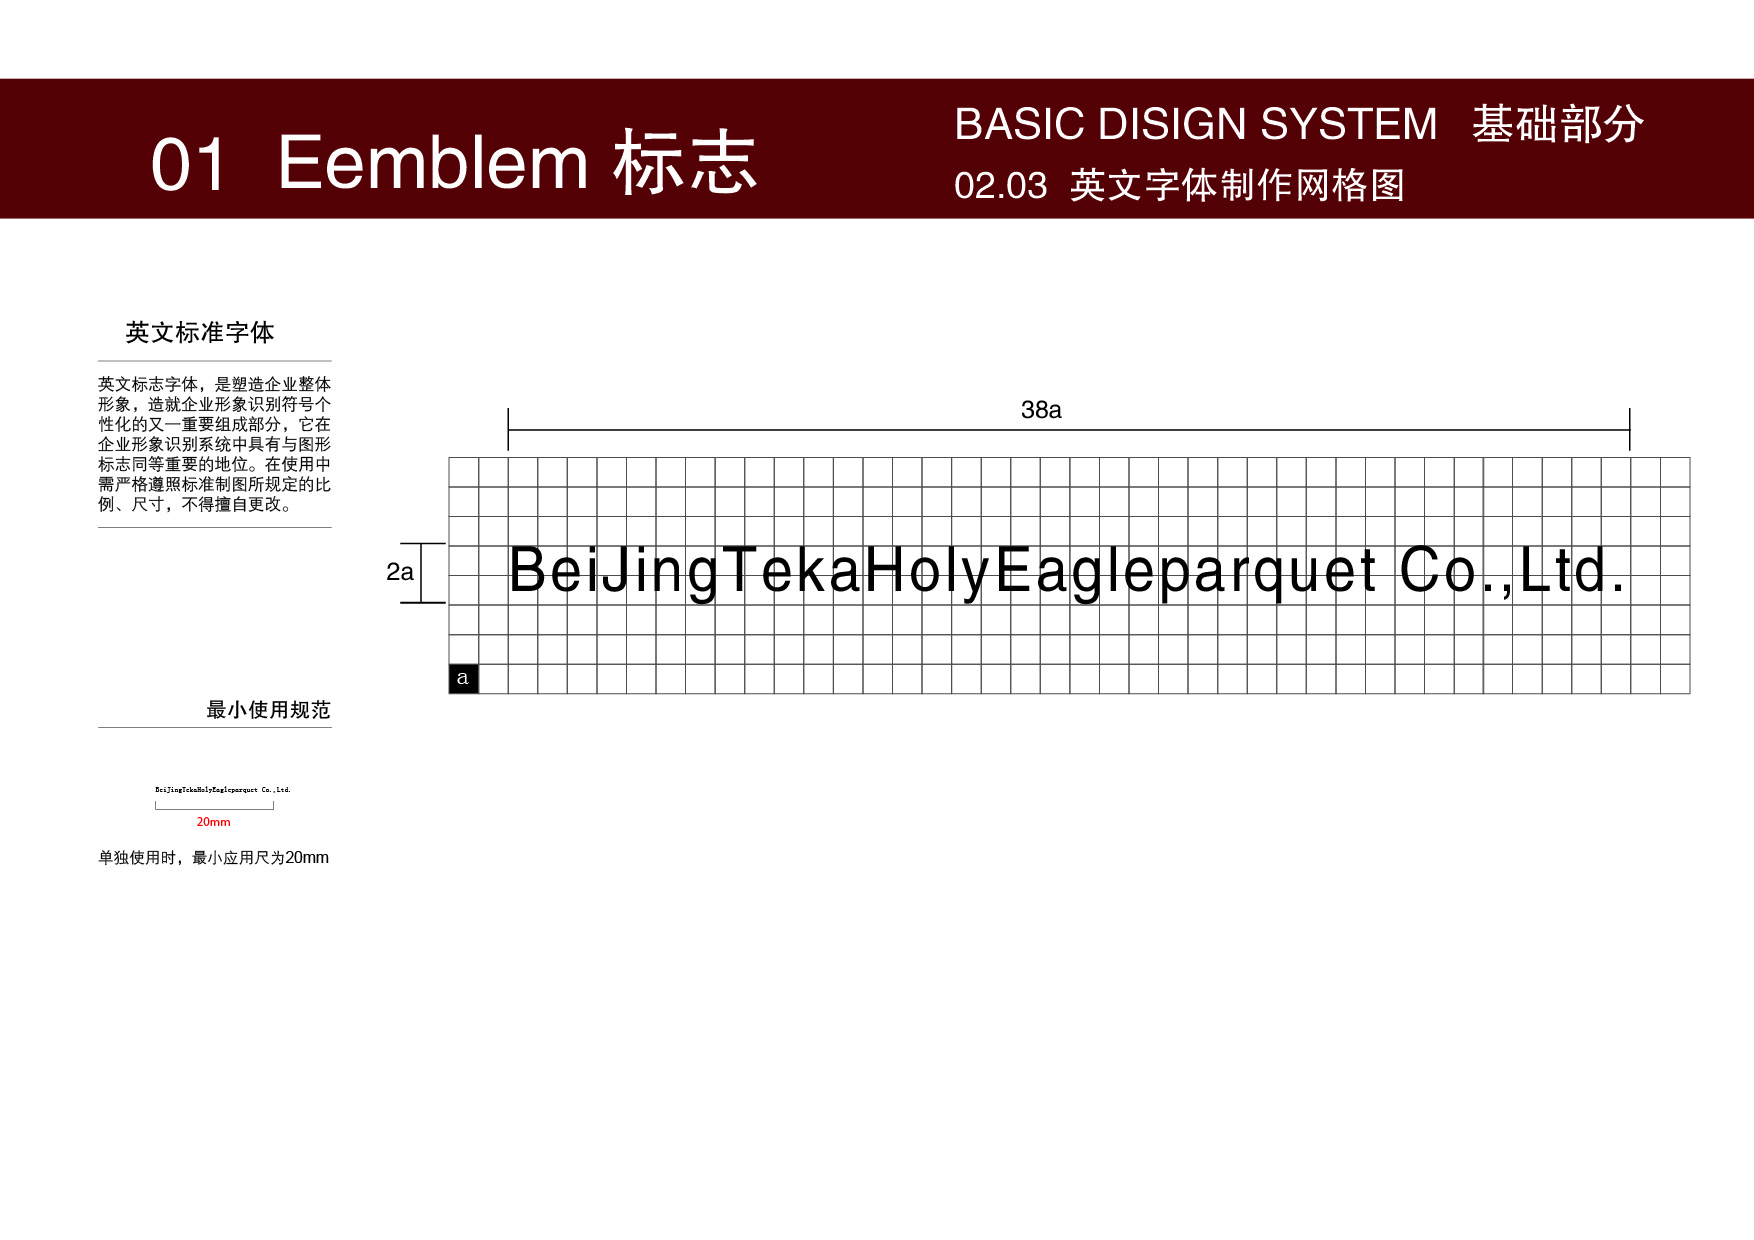 01 Eemblem 标志
BASIC DISIGN SYSTEM 基础部分
02.03 英文字体制作网格图
英文标准字体
英文标志字体，是塑造企业整体
形象，造就企业形象识别符号个
性化的又一重要组成部分，它在
企业形象识别系统中具有与图形
标志同等重要的地位。在使用中
需严格遵照标准制图所规定的比
例、尺寸，不得擅自更改。
38a
2a
BeiJingTekaHolyEagleparquet Co.,Ltd.
a
最小使用规范
BeiJingTekaHolyEagleparquet Co.,Ltd.
20mm
单独使用时，最小应用尺为20mm